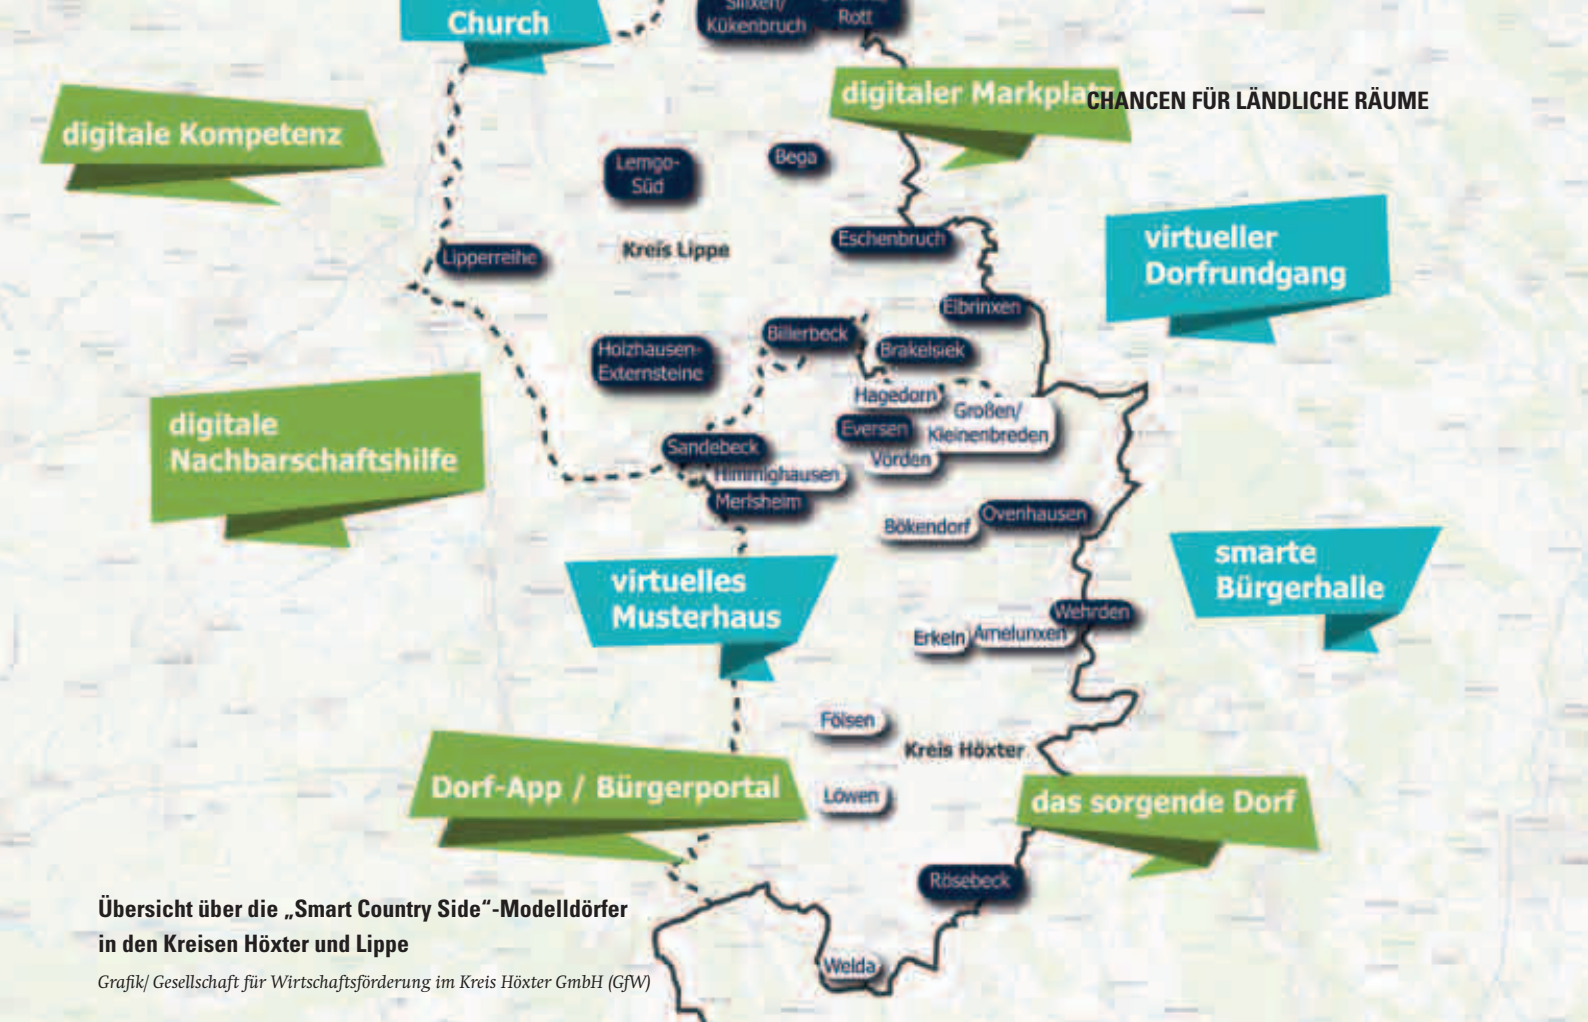 Church
Silixen/
Kükenbruch
Rott
digitaler Markplatz
CHANCEN FÜR LÄNDLICHE RÄUME
digitale Kompetenz
Lemgo-
Süd
Bega
Eschenbruch
virtueller
Dorfrundgang
Kreis Lippe
Lipperreihe
Elbrinxen
Billerbeck
Brakelsiek
Holzhausen-
Externsteine
Hagedorn
Großen/
Kleinenbreden
digitale
Nachbarschaftshilfe
Eversen
Sandebeck
Vörden
Himmighausen
Merlsheim
Ovenhausen
Bökendorf
smarte
Bürgerhalle
virtuelles
Musterhaus
Wehrden
Erkeln
Amelunxen
Fölsen
Kreis Höxter
Dorf-App / Bürgerportal
Löwen
das sorgende Dorf
Rösebeck
Welda
Übersicht über die „Smart Country Side“-Modelldörfer
in den Kreisen Höxter und Lippe
Grafik/ Gesellschaft für Wirtschaftsförderung im Kreis Höxter GmbH (GfW)